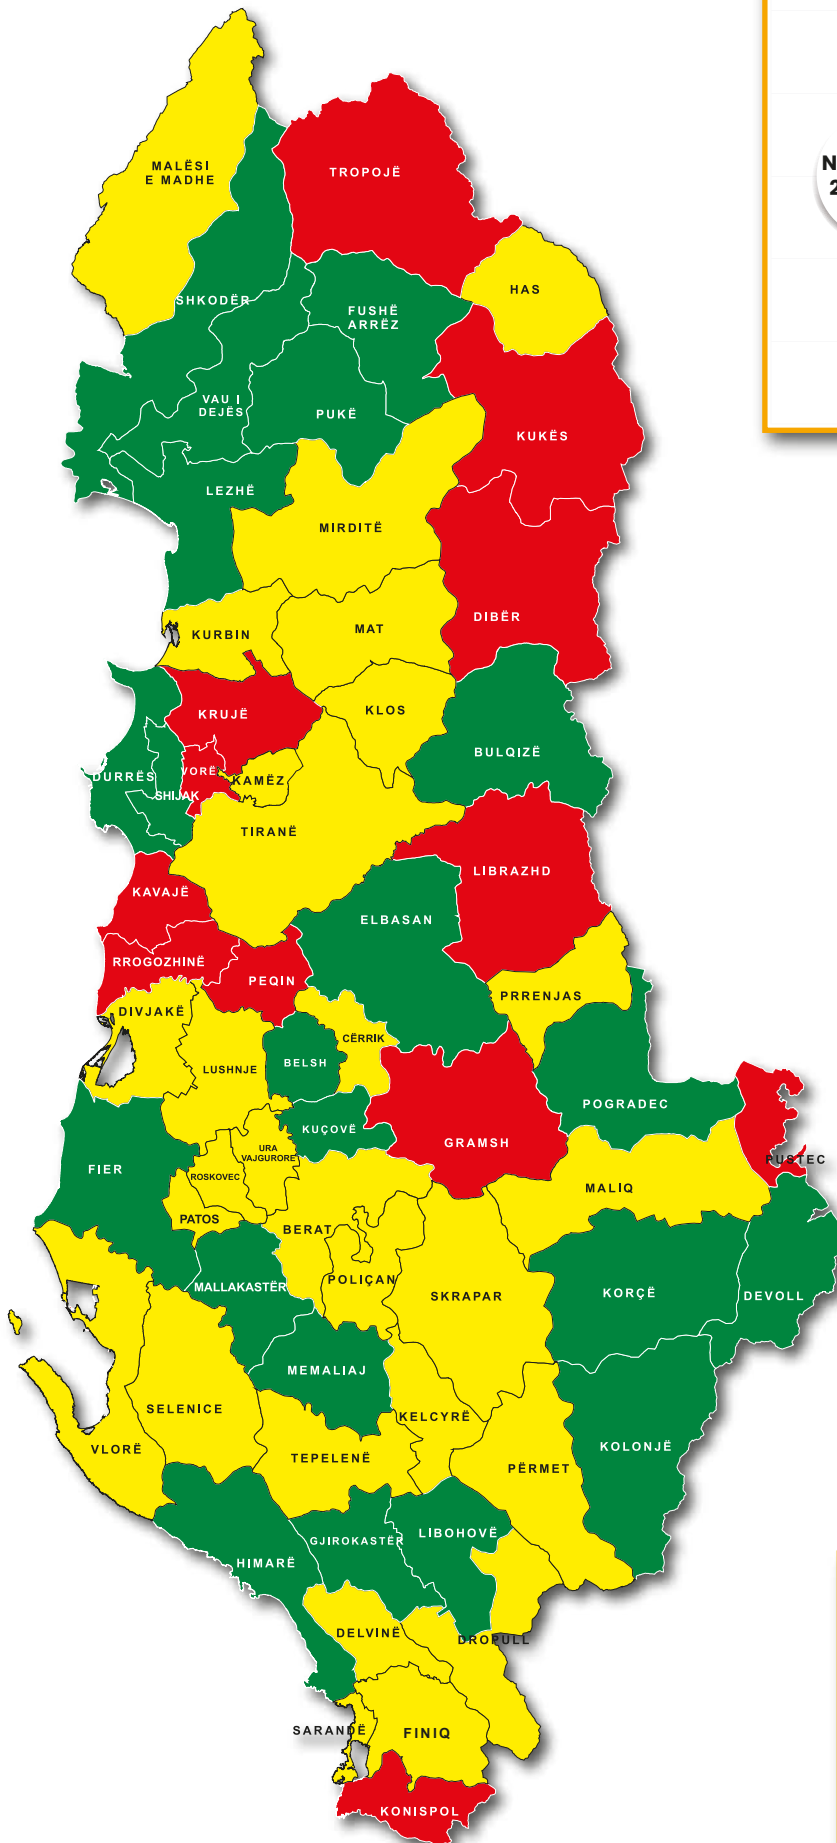 MALËSI
E MADHE
TROPOJË
N
2
HAS
SHKODËR
FUSHË
ARRËZ
VAU I
DEJËS
PUKË
KUKËS
LEZHË
MIRDITË
DIBËR
KURBIN
MAT
KRUJË
KLOS
BULQIZË
DURRËS
VORË
KAMËZ
SHIJAK
TIRANË
LIBRAZHD
KAVAJË
ELBASAN
RROGOZHINË
PEQIN
PRRENJAS
DIVJAKË
CËRRIK
LUSHNJE
BELSH
POGRADEC
KUÇOVË
GRAMSH
URA
VAJGURORE
PUSTEC
FIER
ROSKOVEC
MALIQ
PATOS
BERAT
POLIÇAN
MALLAKASTËR
SKRAPAR
KORÇË
DEVOLL
MEMALIAJ
SELENICE
KELCYRË
VLORË
TEPELENË
PËRMET
KOLONJË
LIBOHOVË
GJIROKASTËR
HIMARË
DELVINË
DROPULL
SARANDË
FINIQ
KONISPOL